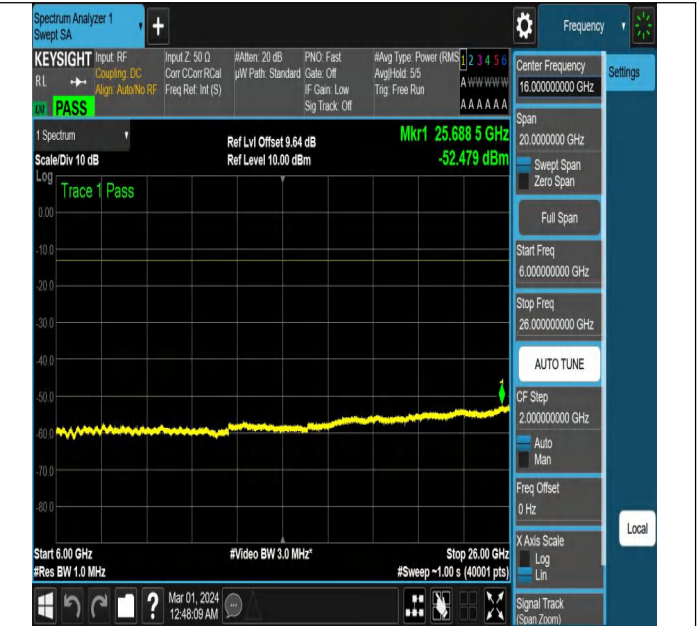 Spectrum Analyzer 1
Swept SA
+
Frequency
KEYSIGHT
RL
PASS
Input: RF
Coupling: DC
Align: Auto/No RF
Input Z: 50 Ω
Corr CCorr RCal
Freq Ref: Int (S)
#Atten: 20 dB
µW Path: Standard
PNO: Fast
Gate: Off
IF Gain: Low
Sig Track: Off
#Avg Type: Power (RMS
Avg|Hold: 5/5
Trig: Free Run
1 2 3 4 5 6
A W W W W W
A A A A A A
Center Frequency
16.000000000 GHz
Settings
1 Spectrum
Ref Lvl Offset 9.64 dB
Mkr1 25.688 5 GHz
Scale/Div 10 dB
Ref Level 10.00 dBm
-52.479 dBm
Log
Trace 1 Pass
0.00
-10.0
-20.0
-30.0
-40.0
-50.0
-60.0
-70.0
-80.0
1
Start 6.00 GHz
#Video BW 3.0 MHz*
Stop 26.00 GHz
#Res BW 1.0 MHz
#Sweep ~1.00 s (40001 pts)
Span
20.0000000 GHz
Swept Span
Zero Span
Full Span
Start Freq
6.000000000 GHz
Stop Freq
26.000000000 GHz
AUTO TUNE
CF Step
2.000000000 GHz
Auto
Man
Freq Offset
0 Hz
X Axis Scale
Log
Lin
Local
Signal Track
(Span Zoom)
?
Mar 01, 2024
12:48:09 AM